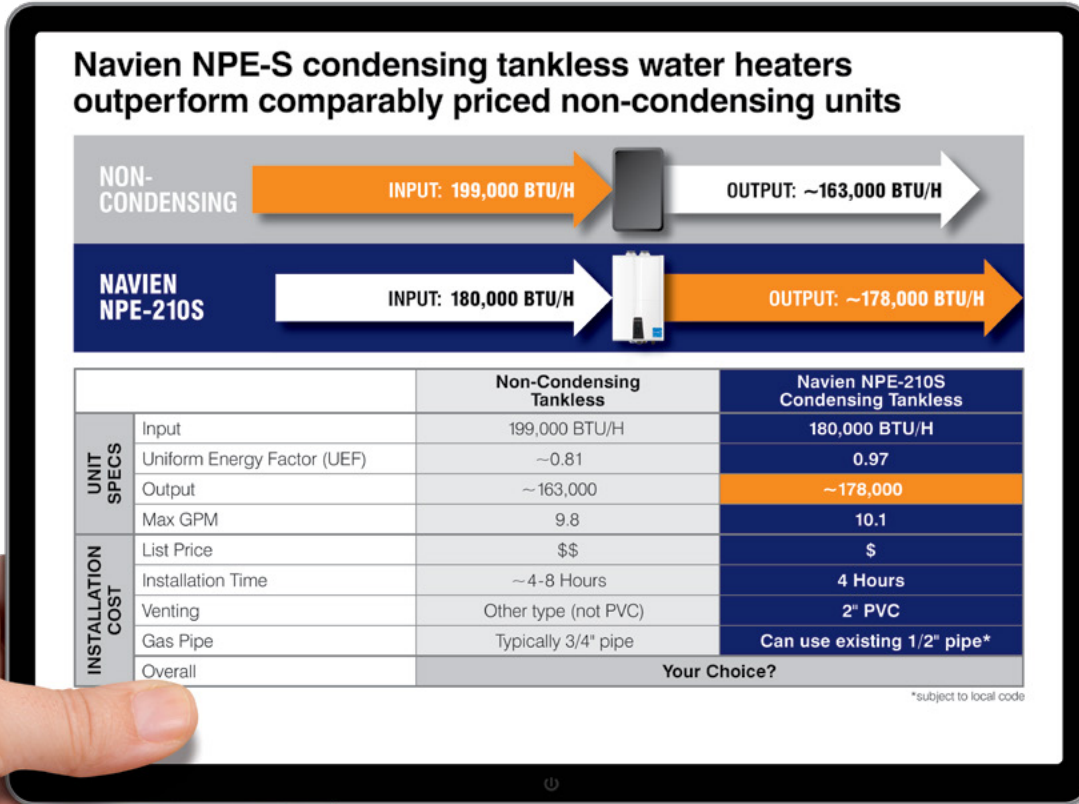 Navien NPE-S condensing tankless water heaters
outperform comparably priced non-condensing units
NON-
CONDENSING
INPUT: 199,000 BTU/H
OUTPUT: ~163,000 BTU/H
NAVIEN
NPE-210S
INPUT: 180,000 BTU/H
OUTPUT: ~178,000 BTU/H
Non-Condensing
Tankless
Navien NPE-210S
Condensing Tankless
UNIT
SPECS
Input
199,000 BTU/H
180,000 BTU/H
Uniform Energy Factor (UEF)
~0.81
0.97
Output
~163,000
~178,000
Max GPM
9.8
10.1
INSTALLATION
COST
List Price
$$
$
Installation Time
~4-8 Hours
4 Hours
Venting
Other type (not PVC)
2" PVC
Gas Pipe
Typically 3/4" pipe
Can use existing 1/2" pipe*
Overall
Your Choice?
*subject to local code